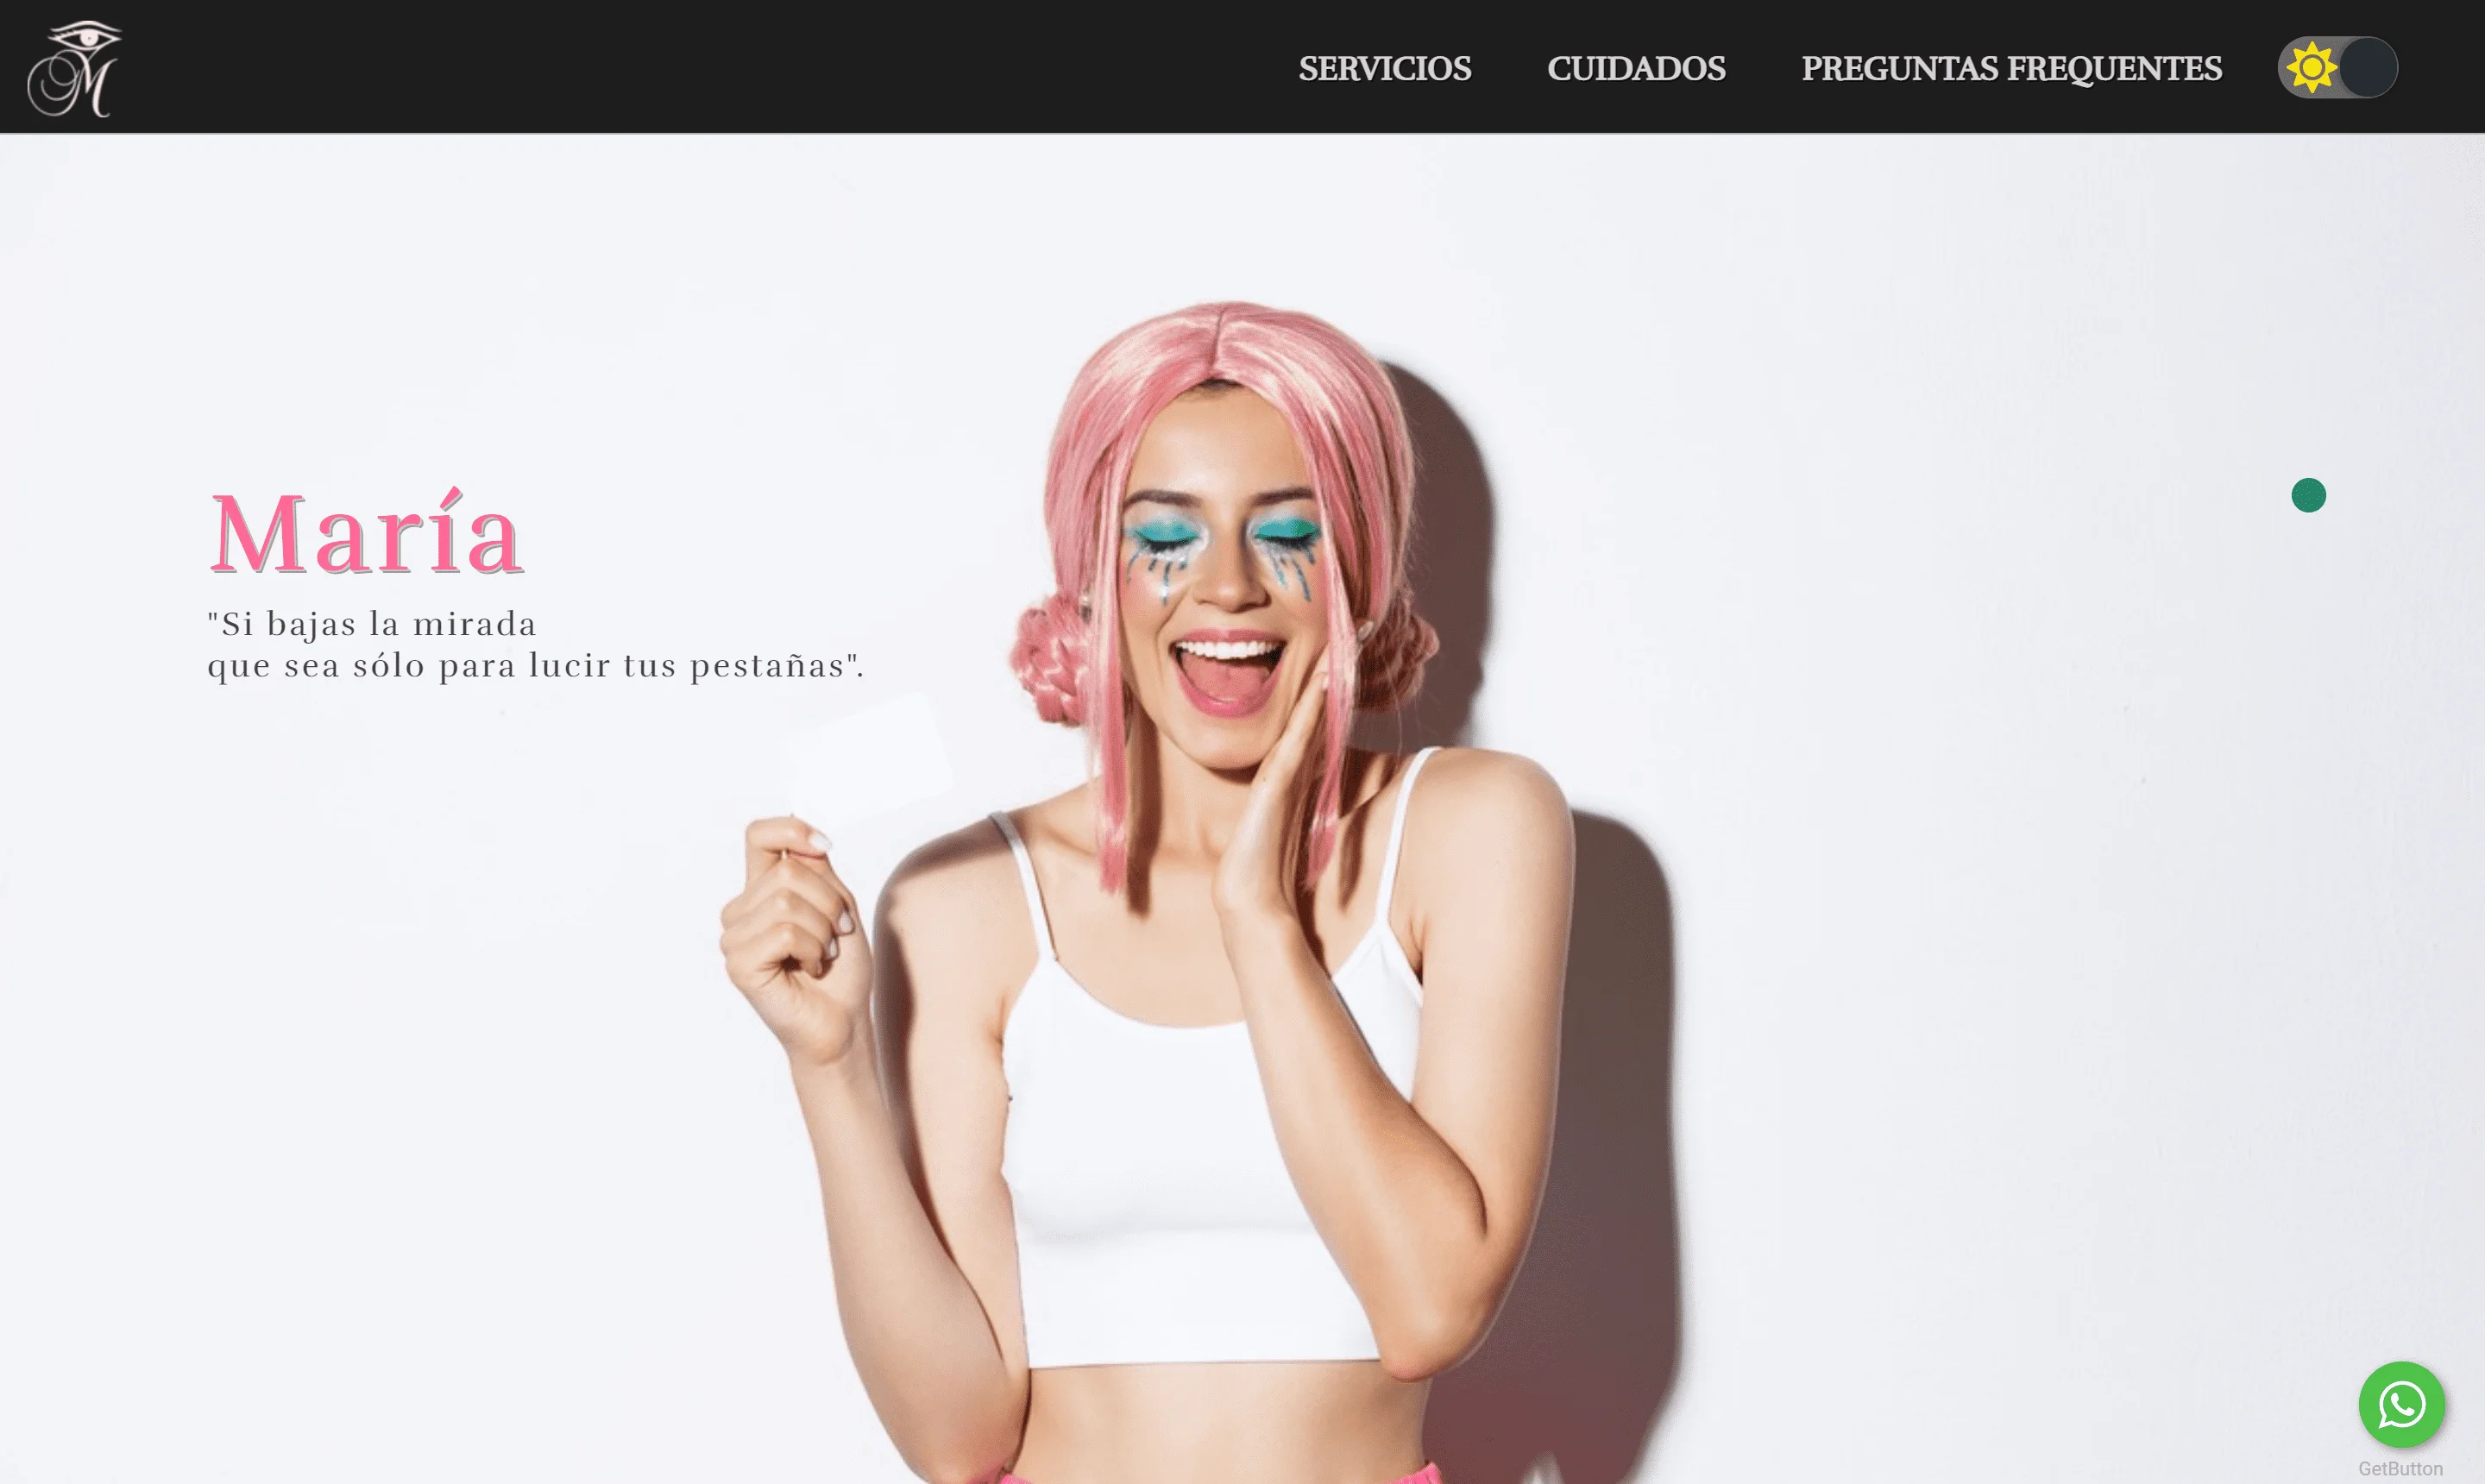 M
SERVICIOS CUIDADOS PREGUNTAS FREQUENTES
María
"Si bajas la mirada
que sea sólo para lucir tus pestañas".
GetButton